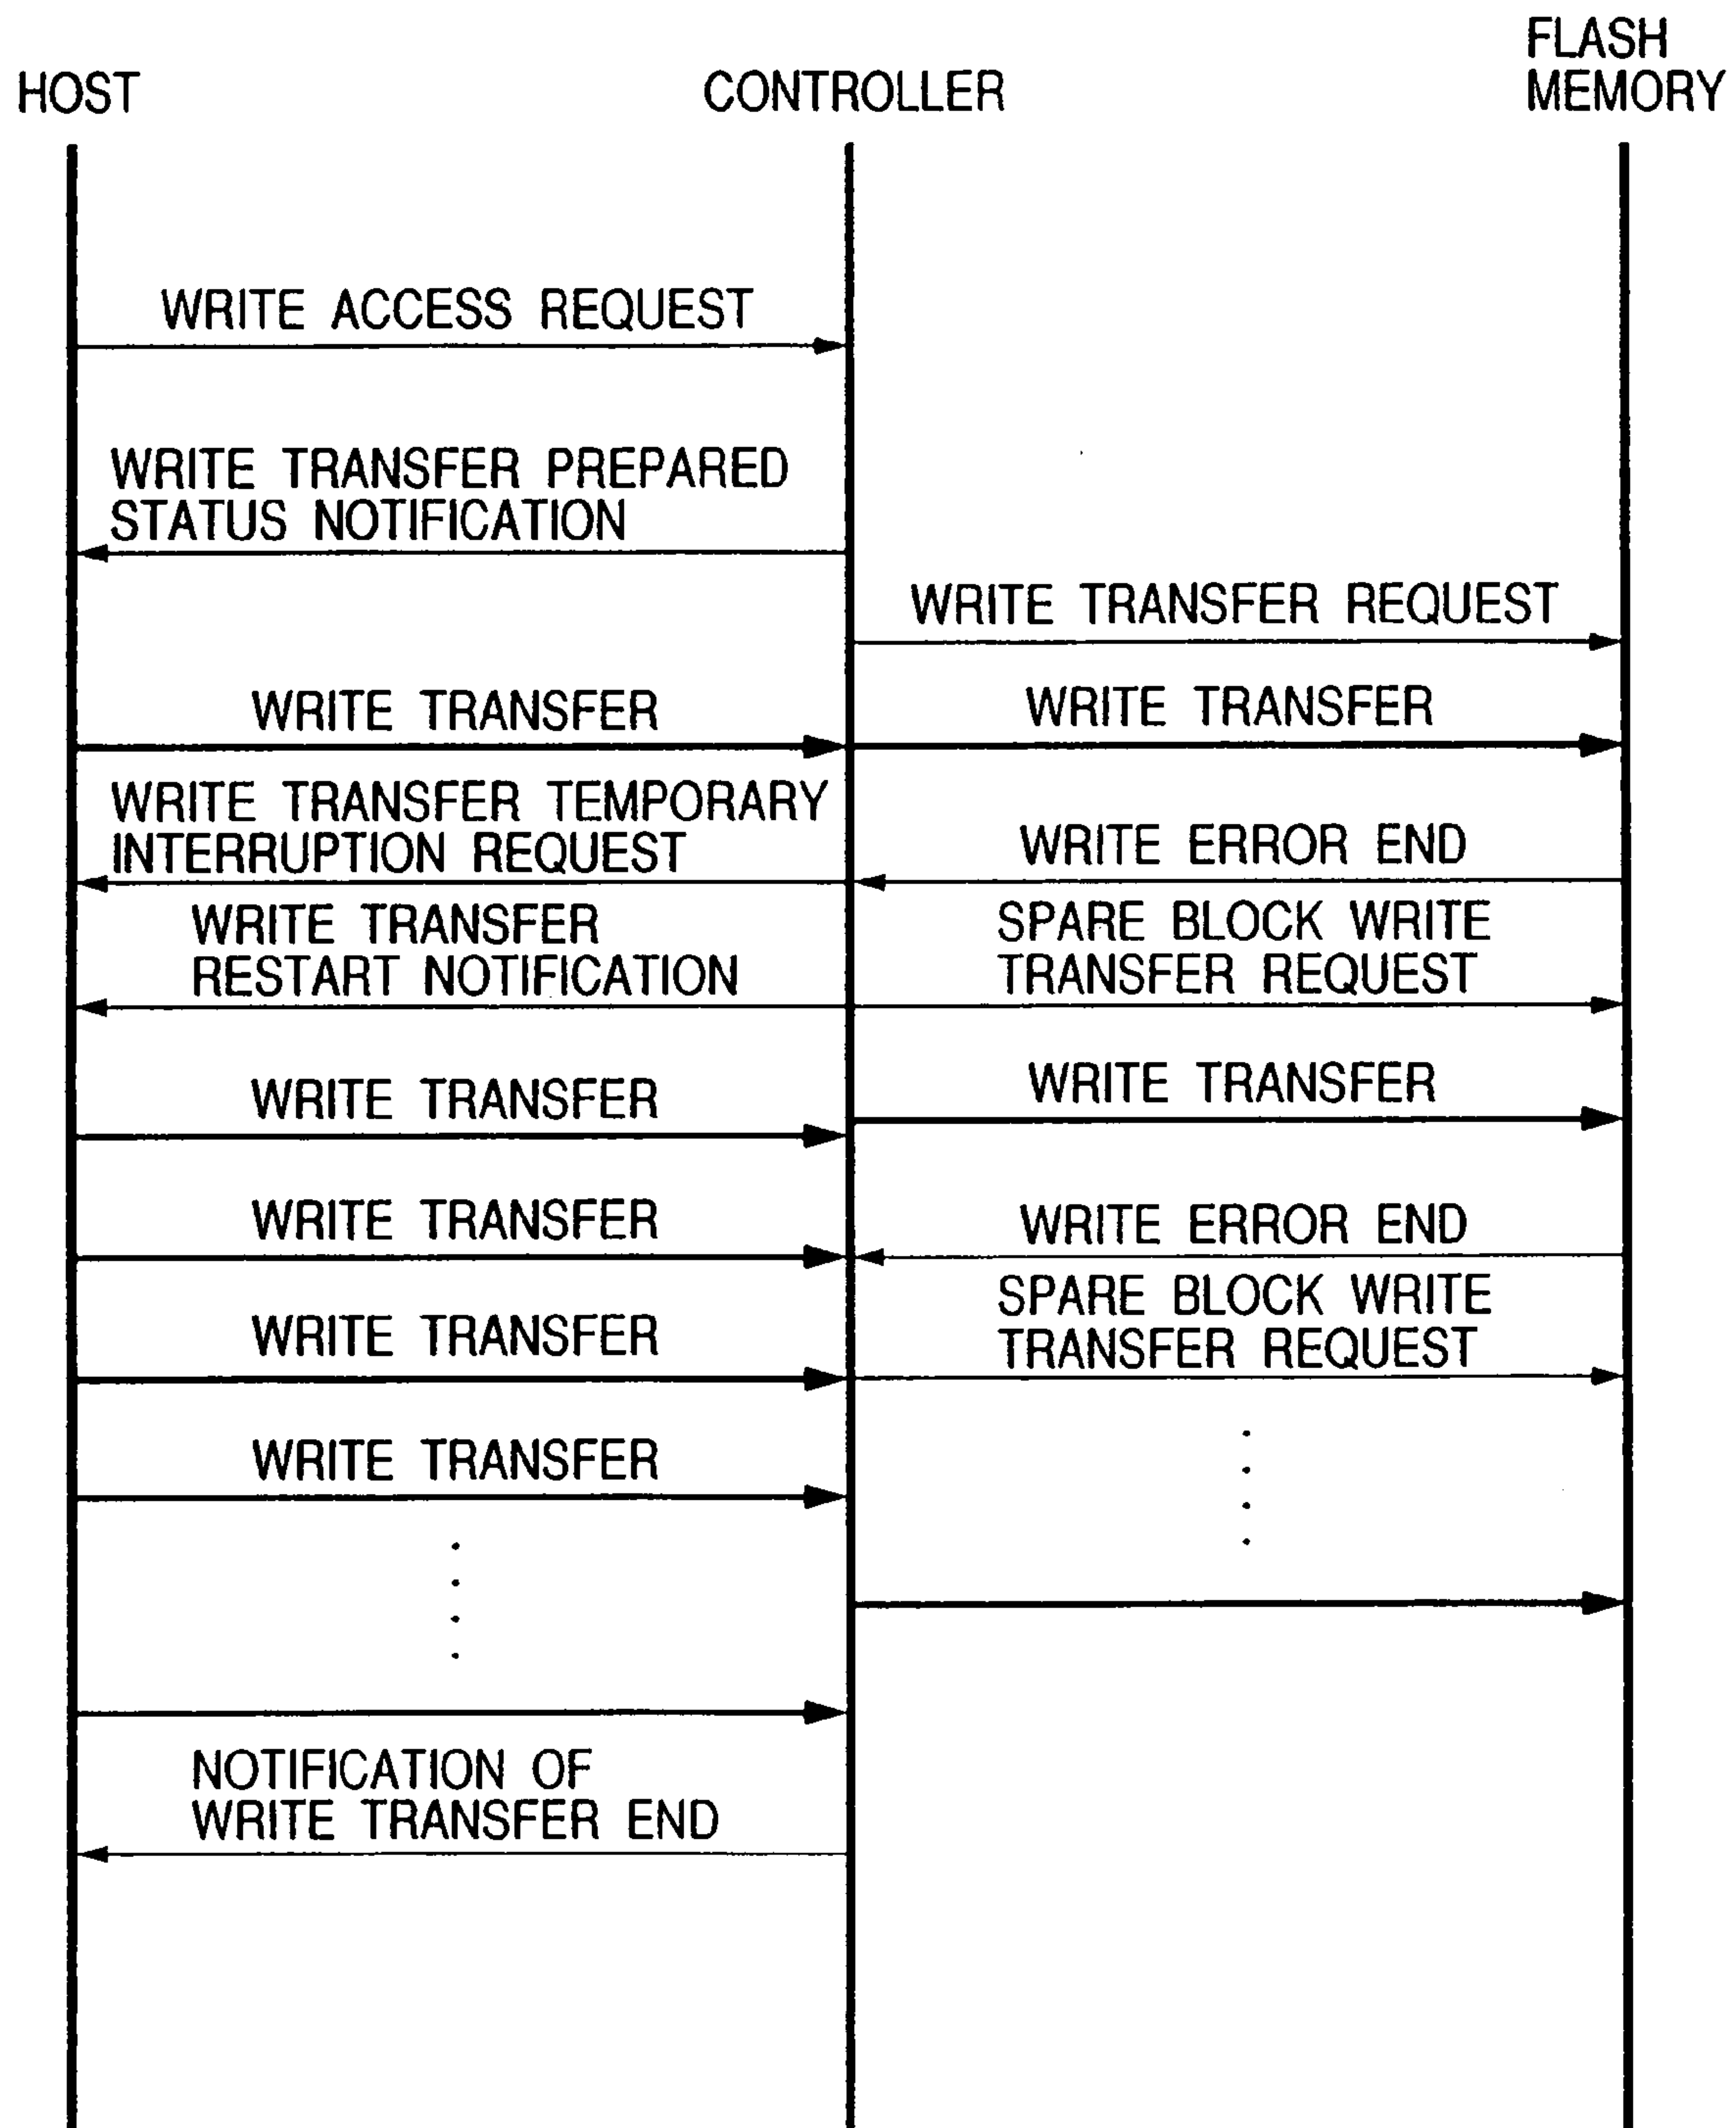 HOST
CONTROLLER
FLASH
MEMORY
WRITE ACCESS REQUEST
WRITE TRANSFER PREPARED
STATUS NOTIFICATION
WRITE TRANSFER REQUEST
WRITE TRANSFER
WRITE TRANSFER
WRITE TRANSFER TEMPORARY
INTERRUPTION REQUEST
WRITE ERROR END
WRITE TRANSFER
RESTART NOTIFICATION
SPARE BLOCK WRITE
TRANSFER REQUEST
WRITE TRANSFER
WRITE TRANSFER
WRITE TRANSFER
WRITE ERROR END
WRITE TRANSFER
SPARE BLOCK WRITE
TRANSFER REQUEST
WRITE TRANSFER
NOTIFICATION OF
WRITE TRANSFER END